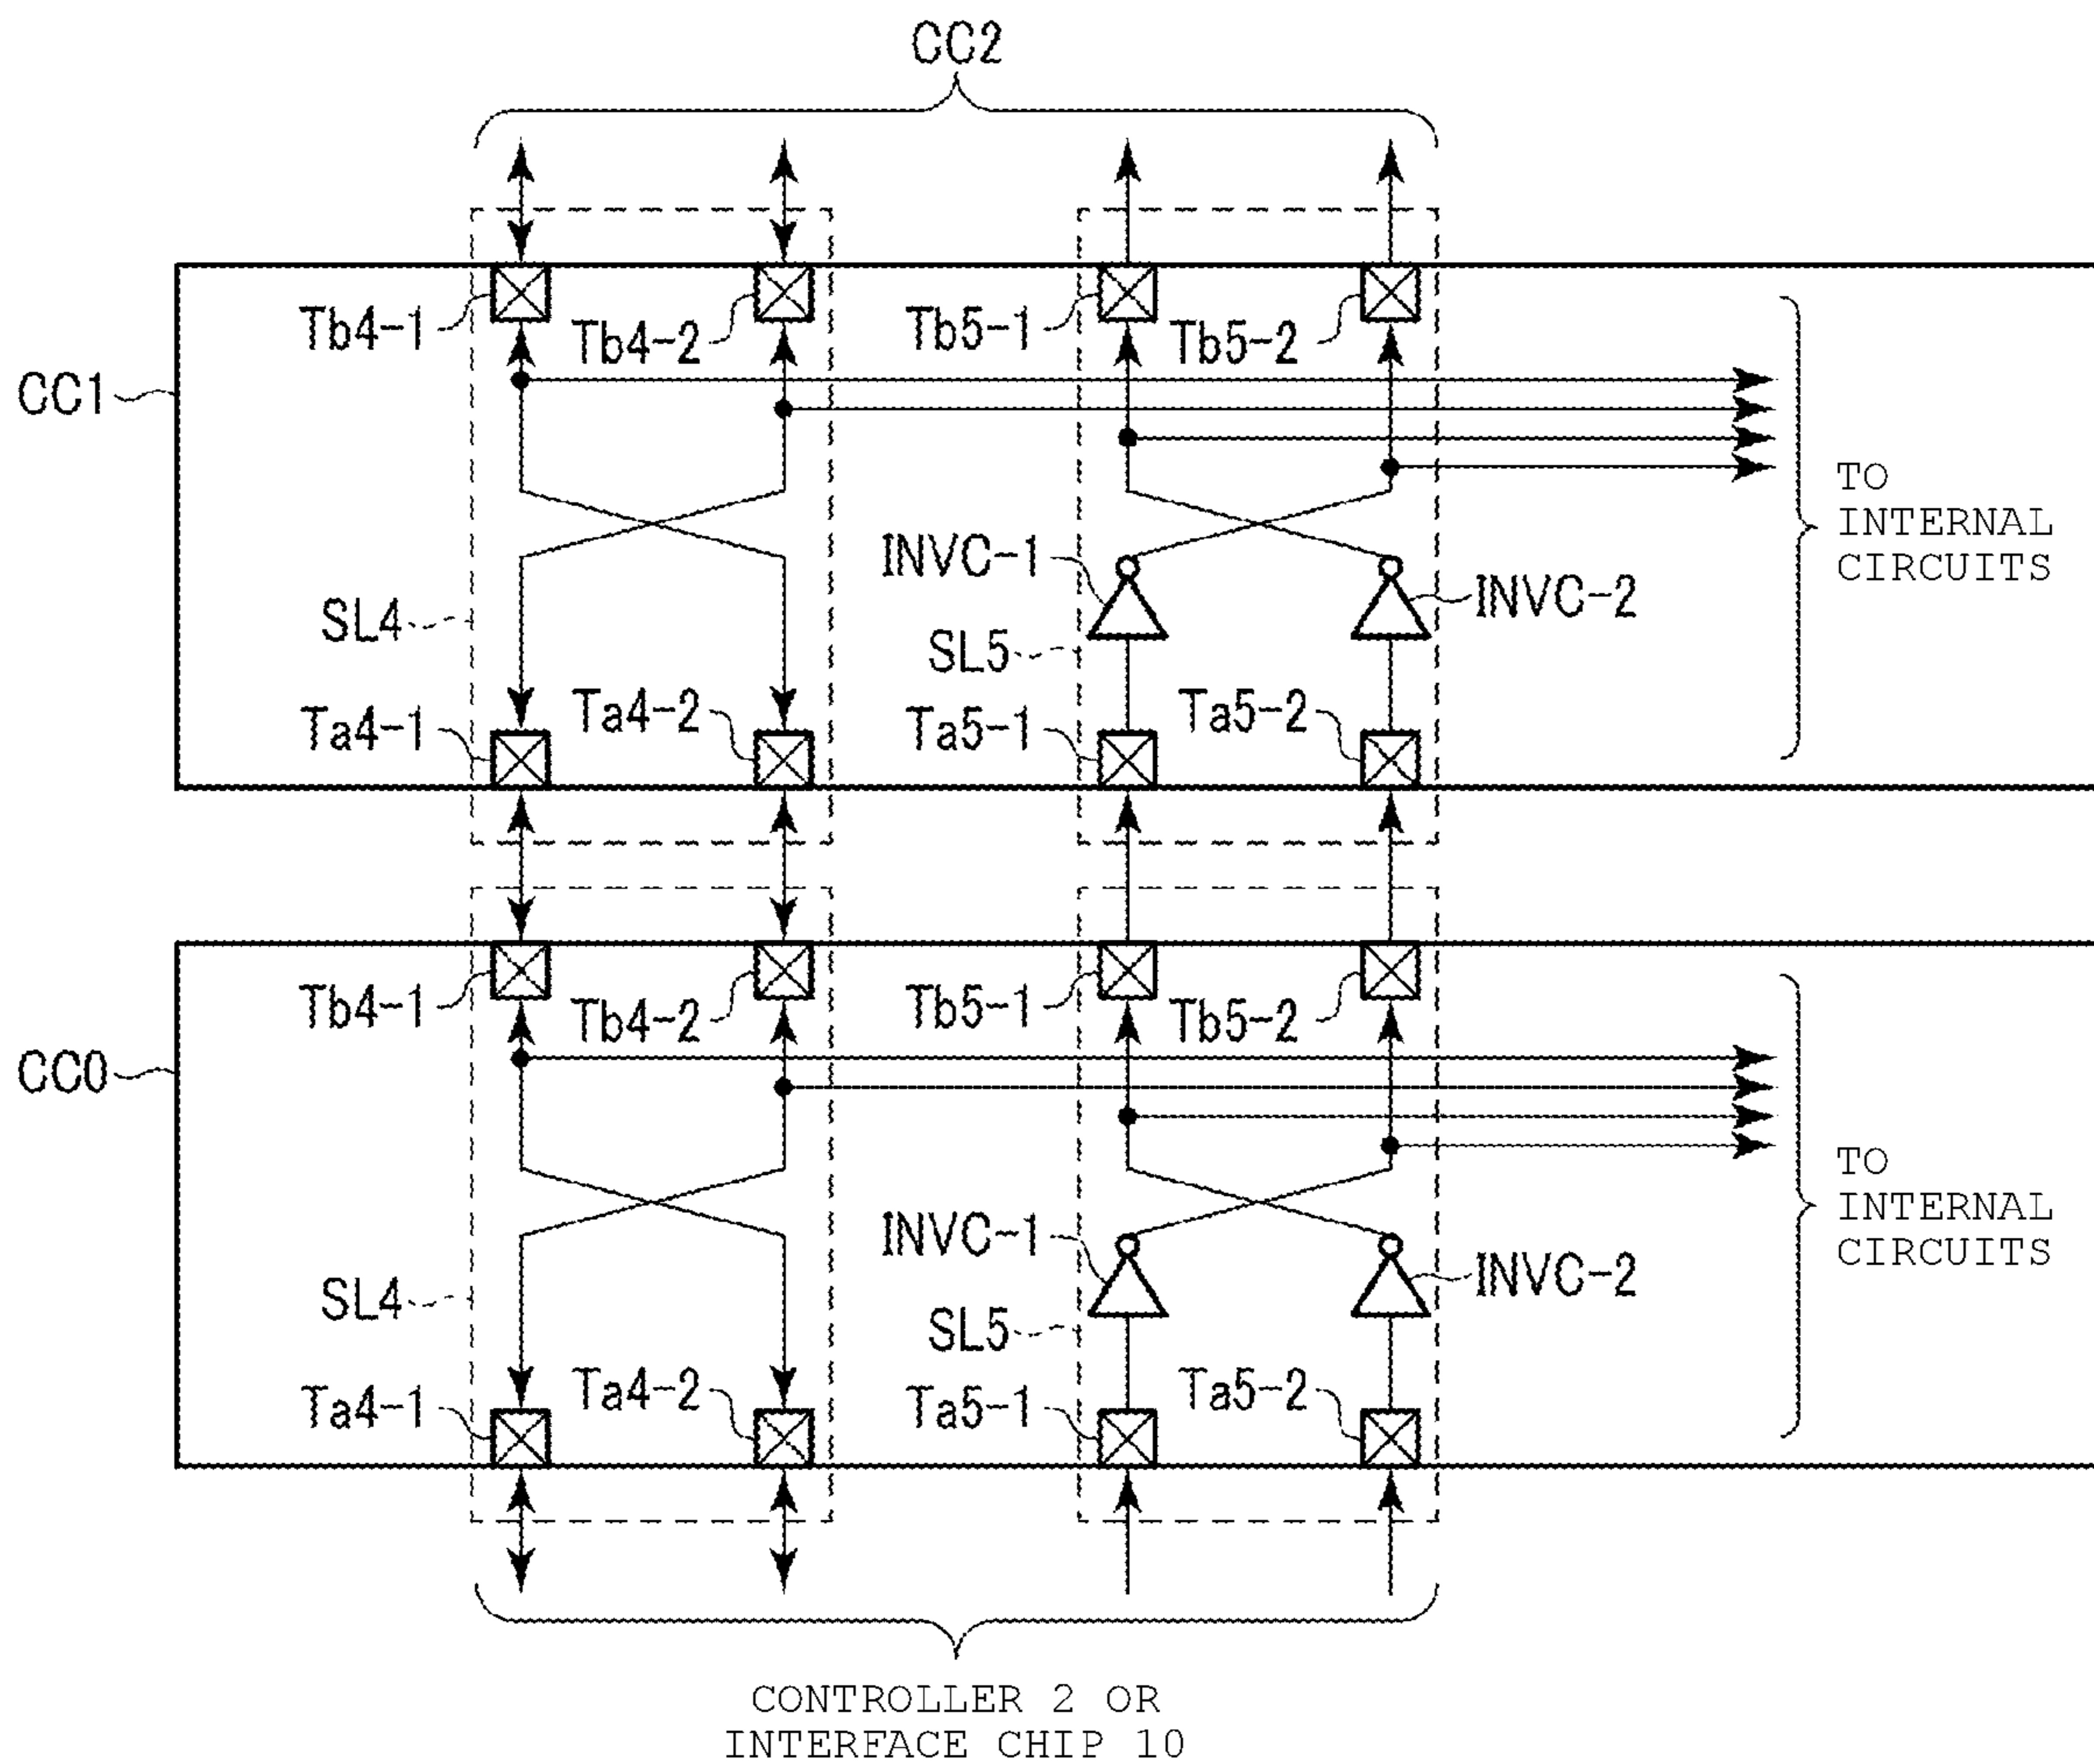 CC2
Tb4-1
Tb4-2
Tb5-1
Tb5-2
CC1
TO
INTERNAL
CIRCUITS
INVC-1
INVC-2
SL4
SL5
Ta4-1
Ta4-2
Ta5-1
Ta5-2
Tb4-1
Tb4-2
Tb5-1
Tb5-2
CC0
TO
INTERNAL
CIRCUITS
INVC-1
INVC-2
SL4
SL5
Ta4-1
Ta4-2
Ta5-1
Ta5-2
CONTROLLER 2 OR
INTERFACE CHIP 10